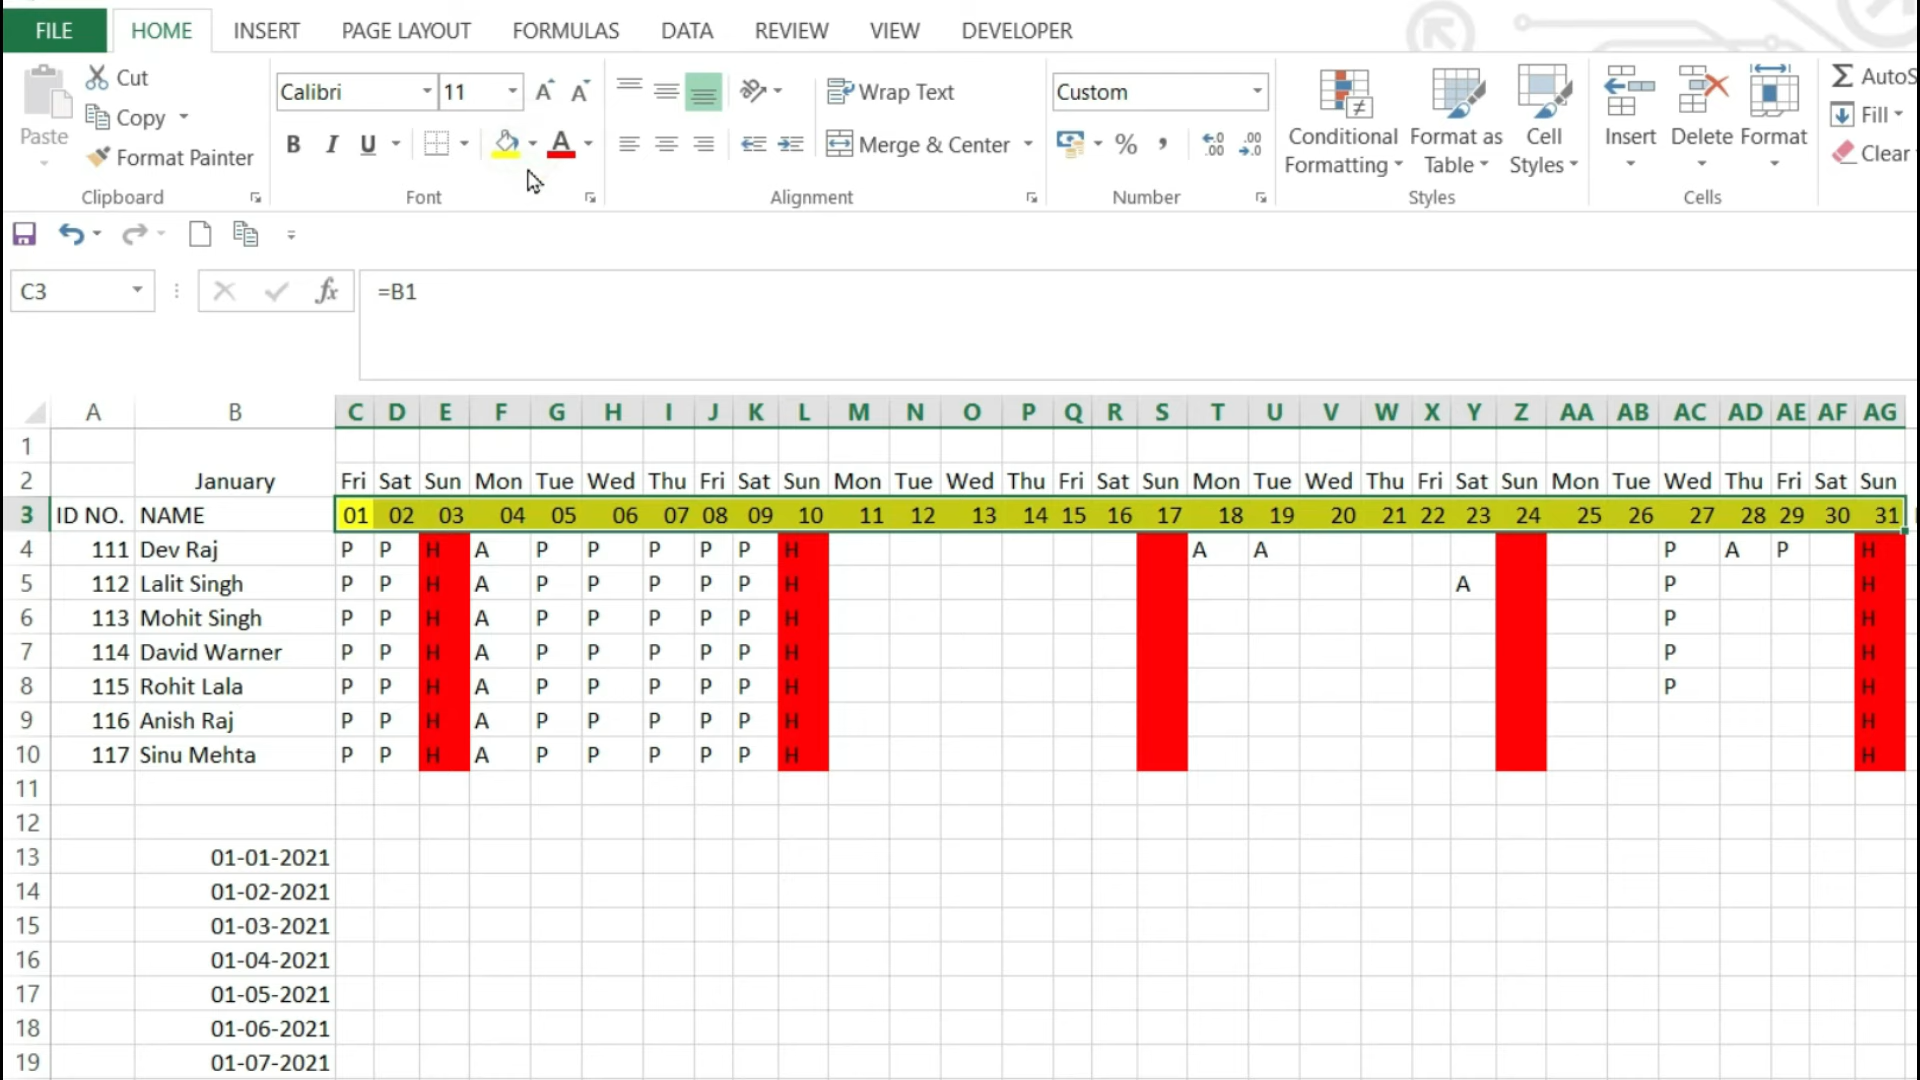 FILE HOME INSERT PAGE LAYOUT FORMULAS DATA REVIEW VIEW DEVELOPER
Paste Cut Copy Format Painter
Calibri 11 A A
B I U A
Wrap Text
Merge & Center
Custom
% , .0 .00 .00 .0
Conditional Formatting Format as Table Cell Styles
Insert Delete Format
Σ AutoS
Fill
Clear
Clipboard Font Alignment Number Styles Cells
C3 fx =B1
A B C D E F G H I J K L M N O P Q R S T U V W X Y Z AA AB AC AD AE AF AG
1
2 January Fri Sat Sun Mon Tue Wed Thu Fri Sat Sun Mon Tue Wed Thu Fri Sat Sun Mon Tue Wed Thu Fri Sat Sun Mon Tue Wed Thu Fri Sat Sun
3 ID NO. NAME 01 02 03 04 05 06 07 08 09 10 11 12 13 14 15 16 17 18 19 20 21 22 23 24 25 26 27 28 29 30 31
4 111 Dev Raj P P H A P P P P P H A A P A P H
5 112 Lalit Singh P P H A P P P P P H A P H
6 113 Mohit Singh P P H A P P P P P H P H
7 114 David Warner P P H A P P P P P H P H
8 115 Rohit Lala P P H A P P P P P H P H
9 116 Anish Raj P P H A P P P P P H H
10 117 Sinu Mehta P P H A P P P P P H H
11
12
13 01-01-2021
14 01-02-2021
15 01-03-2021
16 01-04-2021
17 01-05-2021
18 01-06-2021
19 01-07-2021